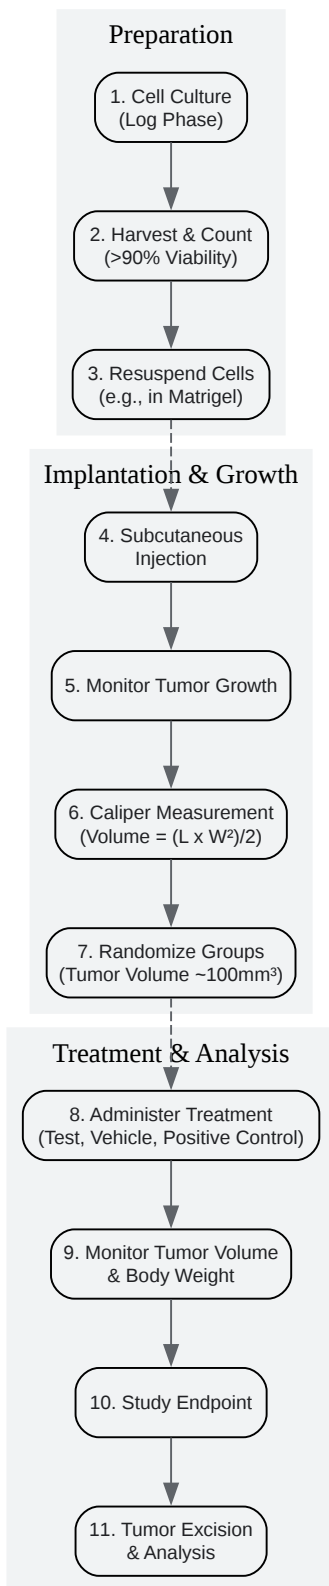 Preparation
1. Cell Culture
(Log Phase)
2. Harvest & Count
(>90% Viability)
3. Resuspend Cells
(e.g., in Matrigel)
Implantation & Growth
4. Subcutaneous
Injection
5. Monitor Tumor Growth
6. Caliper Measurement
(Volume = (L x W²)/2)
7. Randomize Groups
(Tumor Volume ~100mm³)
Treatment & Analysis
8. Administer Treatment
(Test, Vehicle, Positive Control)
9. Monitor Tumor Volume
& Body Weight
10. Study Endpoint
11. Tumor Excision
& Analysis